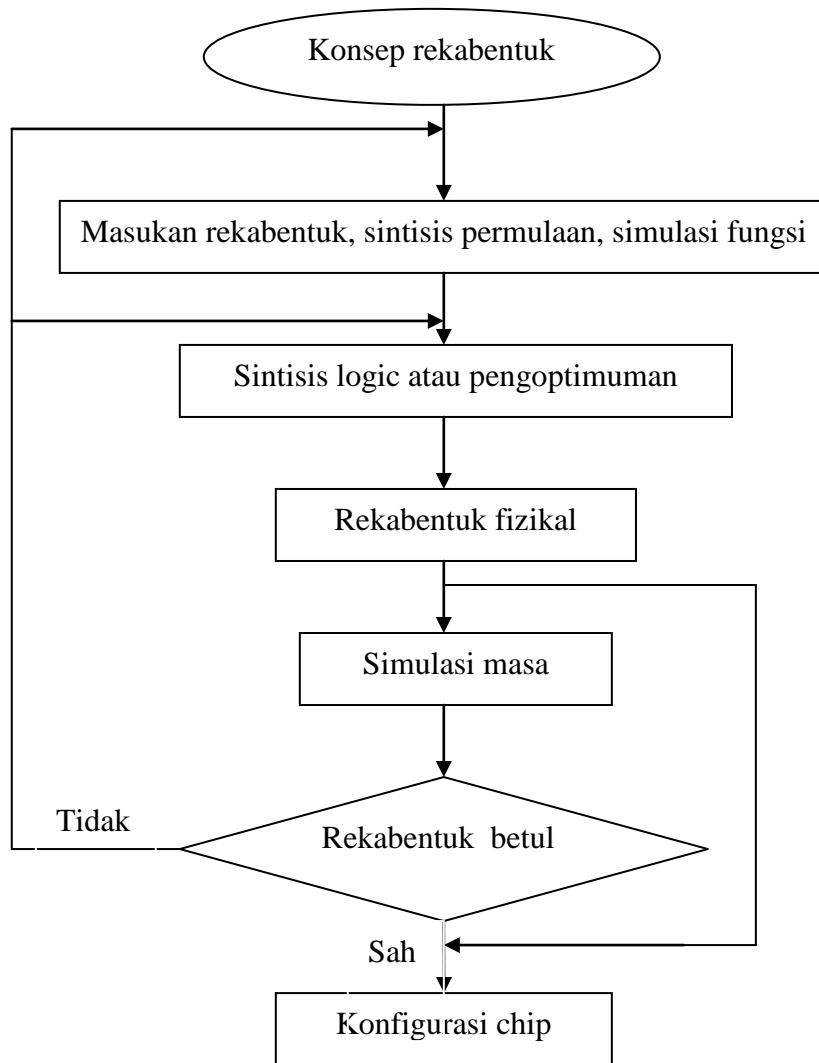 Konsep rekabentuk
Masukan rekabentuk, sintisis permulaan, simulasi fungsi
Sintisis logic atau pengoptimuman
Rekabentuk fizikal
Simulasi masa
Tidak
Rekabentuk betul
Sah
Konfigurasi chip